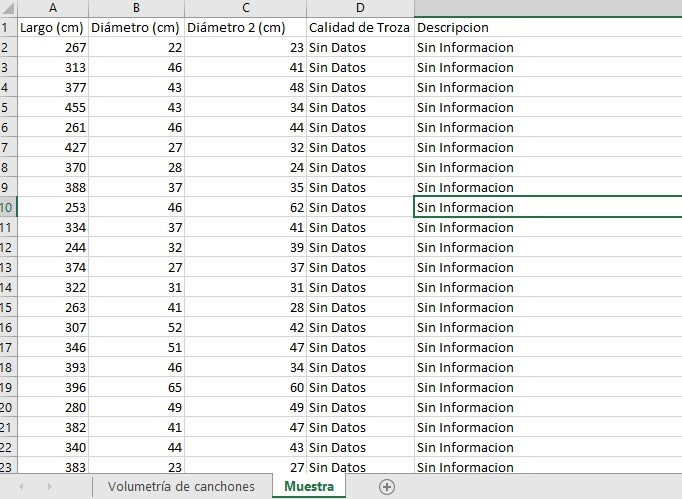 A B C D
1 Largo (cm) Diámetro (cm) Diámetro 2 (cm) Calidad de Troza Descripcion
2 267 22 23 Sin Datos Sin Informacion
3 313 46 41 Sin Datos Sin Informacion
4 377 43 48 Sin Datos Sin Informacion
5 455 43 34 Sin Datos Sin Informacion
6 261 46 44 Sin Datos Sin Informacion
7 427 27 32 Sin Datos Sin Informacion
8 370 28 24 Sin Datos Sin Informacion
9 388 37 35 Sin Datos Sin Informacion
10 253 46 62 Sin Datos Sin Informacion
11 334 37 41 Sin Datos Sin Informacion
12 244 32 39 Sin Datos Sin Informacion
13 374 27 37 Sin Datos Sin Informacion
14 322 31 31 Sin Datos Sin Informacion
15 263 41 28 Sin Datos Sin Informacion
16 307 52 42 Sin Datos Sin Informacion
17 346 51 47 Sin Datos Sin Informacion
18 393 46 34 Sin Datos Sin Informacion
19 396 65 60 Sin Datos Sin Informacion
20 280 49 49 Sin Datos Sin Informacion
21 382 41 47 Sin Datos Sin Informacion
22 340 44 43 Sin Datos Sin Informacion
23 383 23 27 Sin Datos Sin Informacion
Volumetría de canchones Muestra